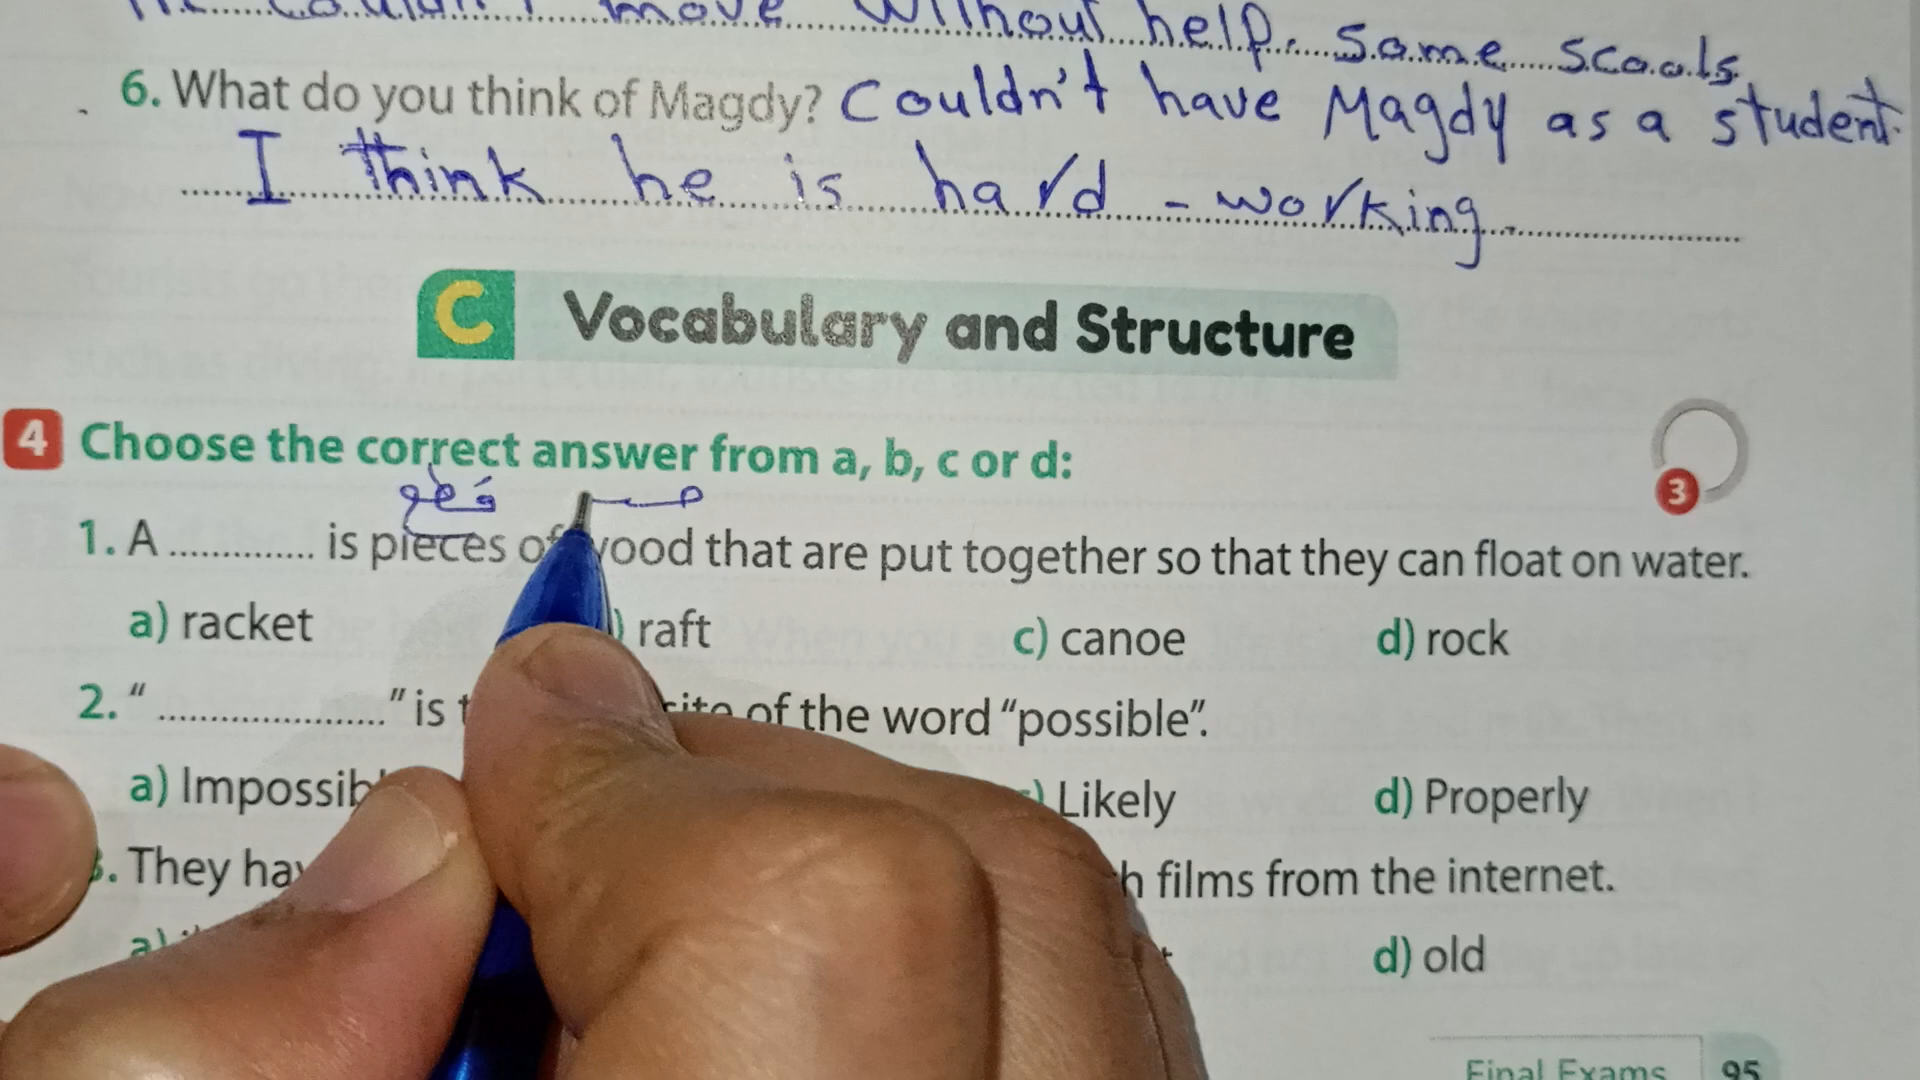 move without help. Some scools
6. What do you think of Magdy? Couldn't have Magdy as a student.
I think he is hard - working.
C Vocabulary and Structure
4 Choose the correct answer from a, b, c or d:
3
قطع
1. A .............. is pieces of wood that are put together so that they can float on water.
a) racket raft c) canoe d) rock
2. “ ...................... ” is of the word “possible”.
a) Likely d) Properly
. They films from the internet.
d) old
Final Exams 95